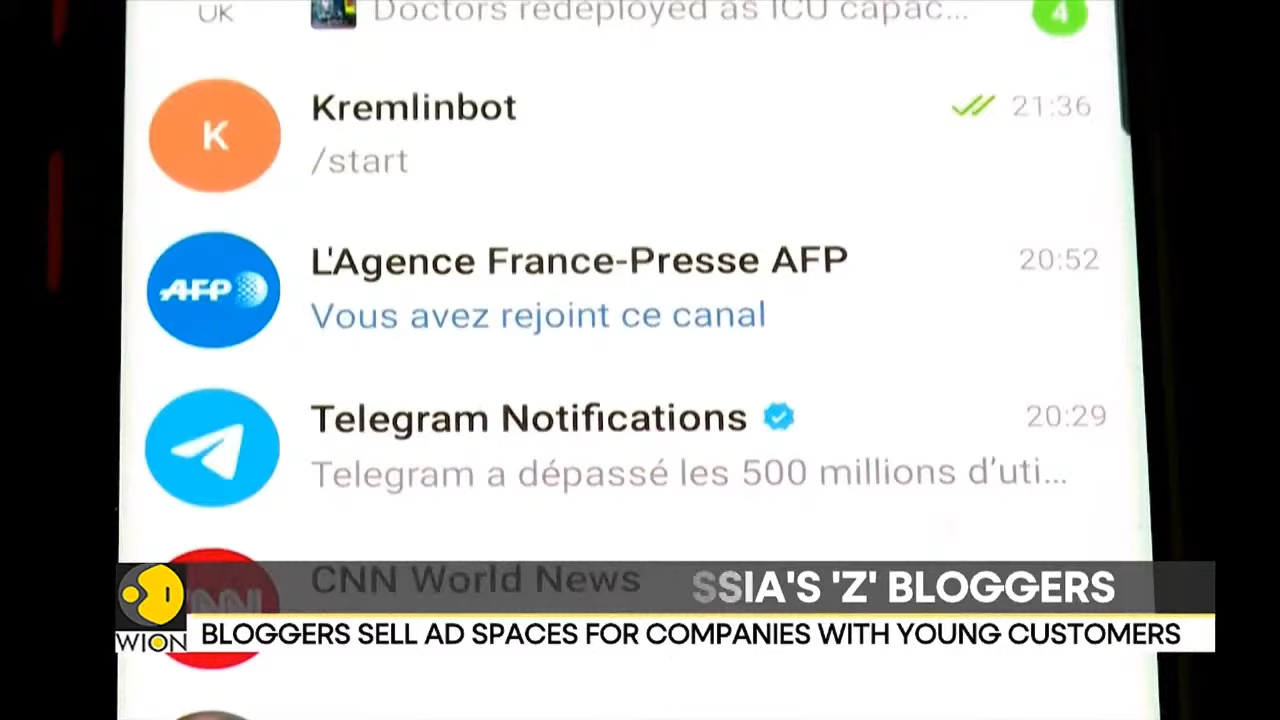 UK
Doctors redeployed as ICU capac...
4
K
Kremlinbot
21:36
/start
AFP
L'Agence France-Presse AFP
20:52
Vous avez rejoint ce canal
Telegram Notifications
20:29
Telegram a dépassé les 500 millions d'uti...
CNN
CNN World News
SSIA'S 'Z' BLOGGERS
WION
BLOGGERS SELL AD SPACES FOR COMPANIES WITH YOUNG CUSTOMERS